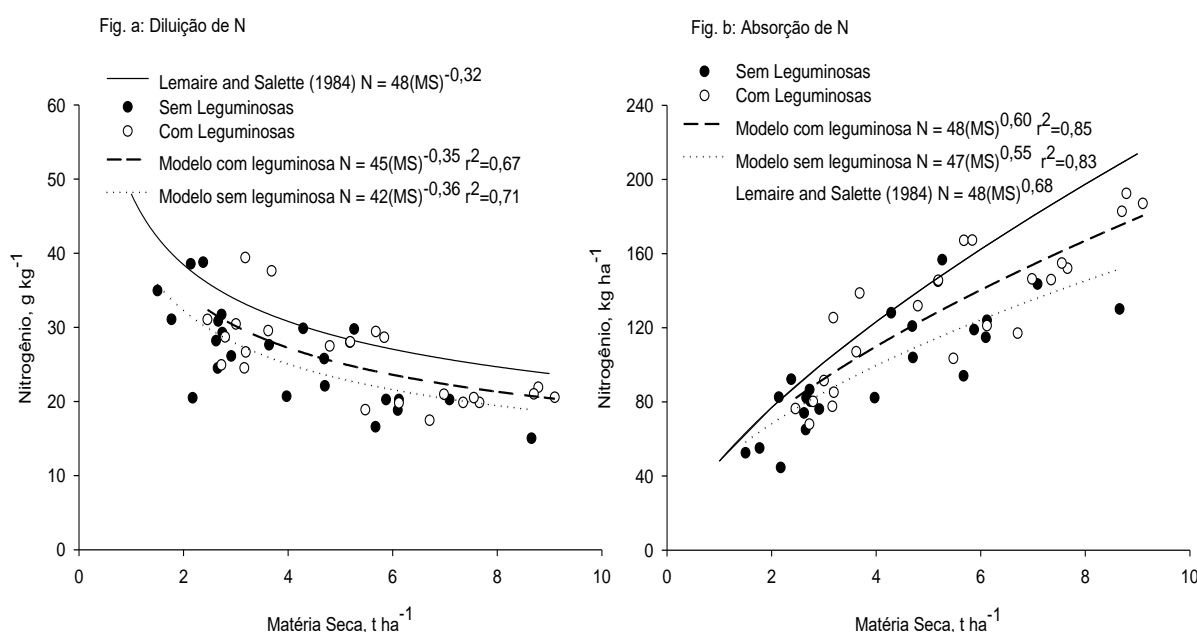 Fig. a: Diluição de N
Lemaire and Salette (1984) N = 48(MS)^-0,32
Sem Leguminosas
Com Leguminosas
Modelo com leguminosa N = 45(MS)^-0,35 r²=0,67
Modelo sem leguminosa N = 42(MS)^-0,36 r²=0,71
Nitrogênio, g kg^-1
60
50
40
30
20
10
0
0 2 4 6 8 10
Matéria Seca, t ha^-1
Fig. b: Absorção de N
Sem Leguminosas
Com Leguminosas
Modelo com leguminosa N = 48(MS)^0,60 r²=0,85
Modelo sem leguminosa N = 47(MS)^0,55 r²=0,83
Lemaire and Salette (1984) N = 48(MS)^0,68
Nitrogênio, kg ha^-1
240
200
160
120
80
40
0
0 2 4 6 8 10
Matéria Seca, t ha^-1